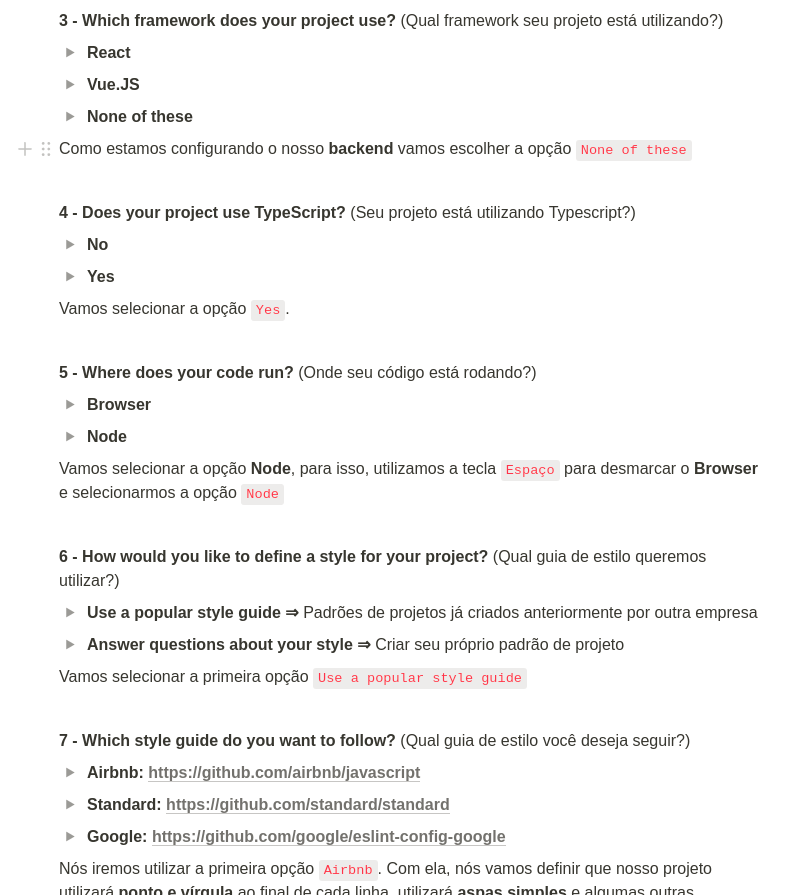 3 - Which framework does your project use? (Qual framework seu projeto está utilizando?)
React
Vue.JS
None of these
Como estamos configurando o nosso backend vamos escolher a opção None of these
4 - Does your project use TypeScript? (Seu projeto está utilizando Typescript?)
No
Yes
Vamos selecionar a opção Yes.
5 - Where does your code run? (Onde seu código está rodando?)
Browser
Node
Vamos selecionar a opção Node, para isso, utilizamos a tecla Espaço para desmarcar o Browser
e selecionarmos a opção Node
6 - How would you like to define a style for your project? (Qual guia de estilo queremos
utilizar?)
Use a popular style guide ⇒ Padrões de projetos já criados anteriormente por outra empresa
Answer questions about your style ⇒ Criar seu próprio padrão de projeto
Vamos selecionar a primeira opção Use a popular style guide
7 - Which style guide do you want to follow? (Qual guia de estilo você deseja seguir?)
Airbnb: https://github.com/airbnb/javascript
Standard: https://github.com/standard/standard
Google: https://github.com/google/eslint-config-google
Nós iremos utilizar a primeira opção Airbnb. Com ela, nós vamos definir que nosso projeto
utilizará ponto e vírgula ao final de cada linha, utilizará aspas simples e algumas outras